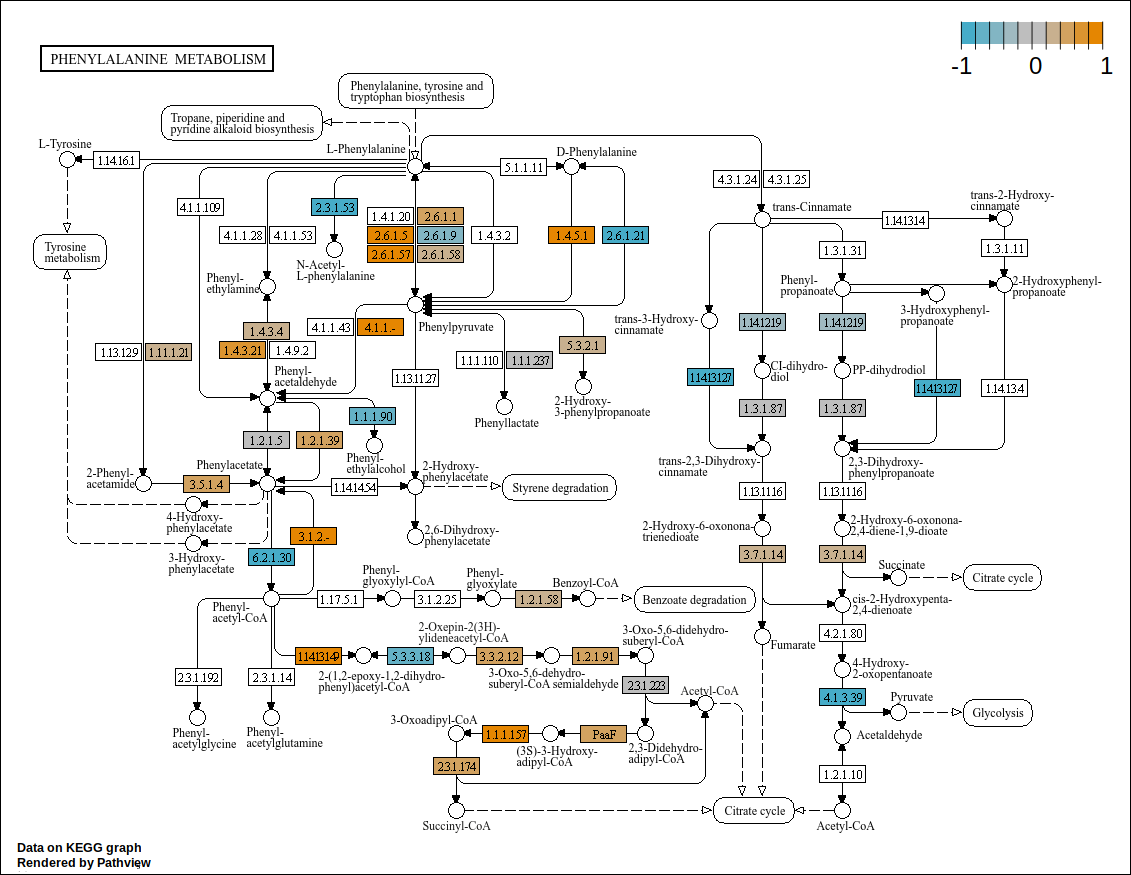 -1 0 1
PHENYLALANINE METABOLISM
Phenylalanine, tyrosine and
tryptophan biosynthesis
Tropane, piperidine and
pyridine alkaloid biosynthesis
L-Tyrosine
1.14.16.1
L-Phenylalanine
5.1.1.11
D-Phenylalanine
4.3.1.24
4.3.1.25
trans-Cinnamate
1.14.13.14
trans-2-Hydroxy-
cinnamate
4.1.1.109
2.3.1.53
1.4.1.20
2.6.1.1
4.1.1.28
4.1.1.53
2.6.1.5
2.6.1.9
1.4.3.2
1.4.5.1
2.6.1.21
2.6.1.57
2.6.1.58
1.3.1.31
1.3.1.11
Tyrosine
metabolism
N-Acetyl-
L-phenylalanine
Phenyl-
ethylamine
Phenyl-
propanoate
2-Hydroxyphenyl-
propanoate
3-Hydroxyphenyl-
propanoate
1.4.3.4
4.1.1.43
4.1.1.-
Phenylpyruvate
trans-3-Hydroxy-
cinnamate
1.14.12.19
1.14.12.19
1.13.12.9
1.11.1.21
1.4.3.21
1.4.9.2
1.1.1.110
1.1.1.237
5.3.2.1
Phenyl-
acetaldehyde
1.13.11.27
CI-dihydro-
diol
PP-dihydrodiol
1.14.13.127
1.14.13.127
1.14.13.4
1.1.1.90
Phenyllactate
2-Hydroxy-
3-phenylpropanoate
1.3.1.87
1.3.1.87
1.2.1.5
1.2.1.39
Phenyl-
ethylalcohol
2-Phenyl-
acetamide
3.5.1.4
Phenylacetate
1.14.14.54
2-Hydroxy-
phenylacetate
Styrene degradation
trans-2,3-Dihydroxy-
cinnamate
2,3-Dihydroxy-
phenylpropanoate
1.13.11.16
1.13.11.16
4-Hydroxy-
phenylacetate
3-Hydroxy-
phenylacetate
3.1.2.-
6.2.1.30
2,6-Dihydroxy-
phenylacetate
2-Hydroxy-6-oxonona-
trienedioate
2-Hydroxy-6-oxonona-
2,4-diene-1,9-dioate
3.7.1.14
3.7.1.14
Succinate
Citrate cycle
Phenyl-
acetyl-CoA
1.17.5.1
Phenyl-
glyoxylyl-CoA
3.1.2.25
Phenyl-
glyoxylate
1.2.1.58
Benzoyl-CoA
Benzoate degradation
cis-2-Hydroxypenta-
2,4-dienoate
4.2.1.80
Fumarate
1.14.13.149
5.3.3.18
2-Oxepin-2(3H)-
ylideneacetyl-CoA
3.3.2.12
1.2.1.91
3-Oxo-5,6-didehydro-
suberyl-CoA
2-(1,2-epoxy-1,2-dihydro-
phenyl)acetyl-CoA
3-Oxo-5,6-dehydro-
suberyl-CoA semialdehyde
4-Hydroxy-
2-oxopentanoate
2.3.1.192
2.3.1.14
2.3.1.223
Acetyl-CoA
4.1.3.39
Pyruvate
Glycolysis
Acetaldehyde
Phenyl-
acetylglycine
Phenyl-
acetylglutamine
3-Oxoadipyl-CoA
1.1.1.157
PaaF
(3S)-3-Hydroxy-
adipyl-CoA
2,3-Didehydro-
adipyl-CoA
2.3.1.174
1.2.1.10
Succinyl-CoA
Citrate cycle
Acetyl-CoA
Data on KEGG graph
Rendered by Pathview